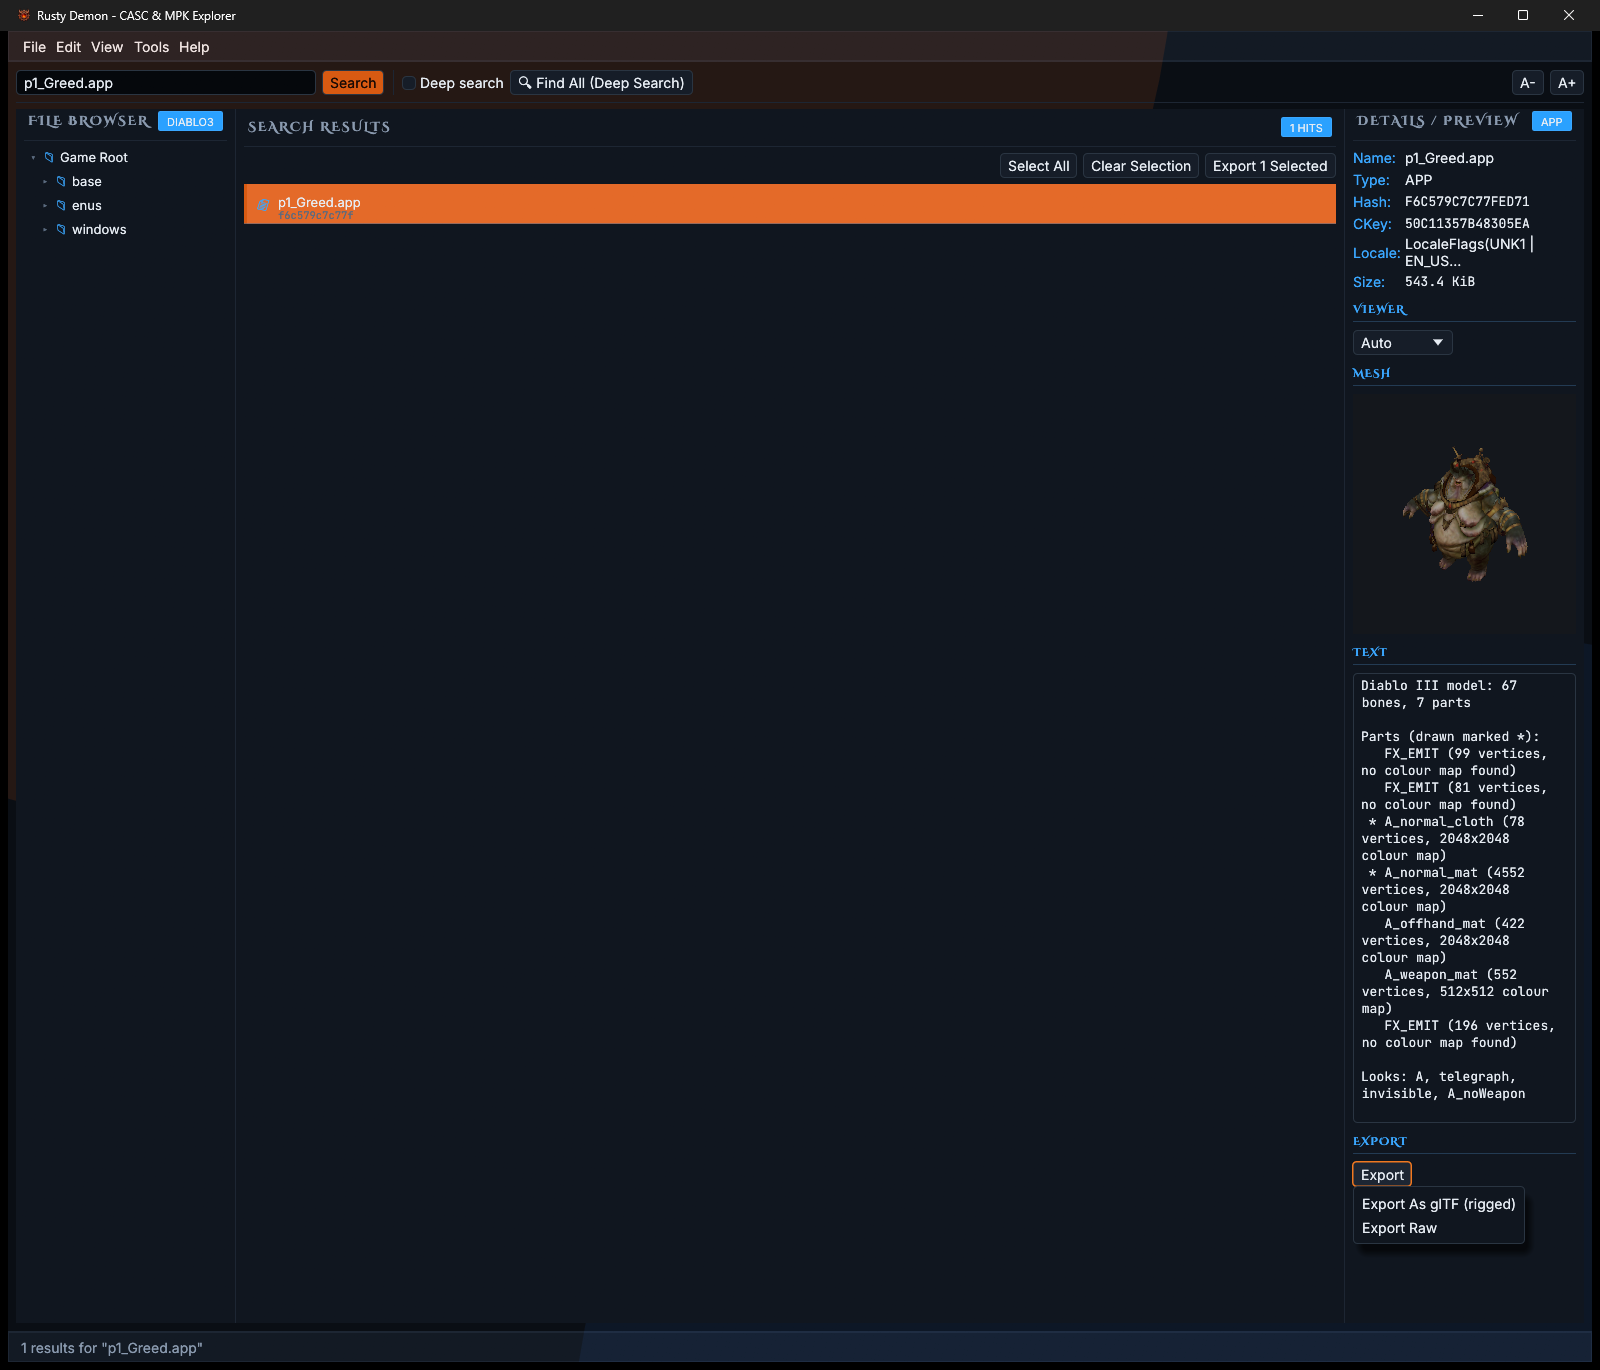 Rusty Demon - CASC & MPK Explorer
File Edit View Tools Help
p1_Greed.app
Search
Deep search
Find All (Deep Search)
A-
A+
FILE BROWSER
DIABLO3
Game Root
base
enus
windows
SEARCH RESULTS
1 HITS
Select All
Clear Selection
Export 1 Selected
p1_Greed.app
f6c579c7c77f
DETAILS / PREVIEW
APP
Name: p1_Greed.app
Type: APP
Hash: F6C579C7C77FED71
CKey: 50C11357B48305EA
Locale: LocaleFlags(UNK1 |
EN_US...
Size: 543.4 KiB
VIEWER
Auto
MESH
TEXT
Diablo III model: 67
bones, 7 parts
Parts (drawn marked *):
FX_EMIT (99 vertices,
no colour map found)
FX_EMIT (81 vertices,
no colour map found)
* A_normal_cloth (78
vertices, 2048x2048
colour map)
* A_normal_mat (4552
vertices, 2048x2048
colour map)
A_offhand_mat (422
vertices, 2048x2048
colour map)
A_weapon_mat (552
vertices, 512x512 colour
map)
FX_EMIT (196 vertices,
no colour map found)
Looks: A, telegraph,
invisible, A_noWeapon
EXPORT
Export
Export As glTF (rigged)
Export Raw
1 results for "p1_Greed.app"